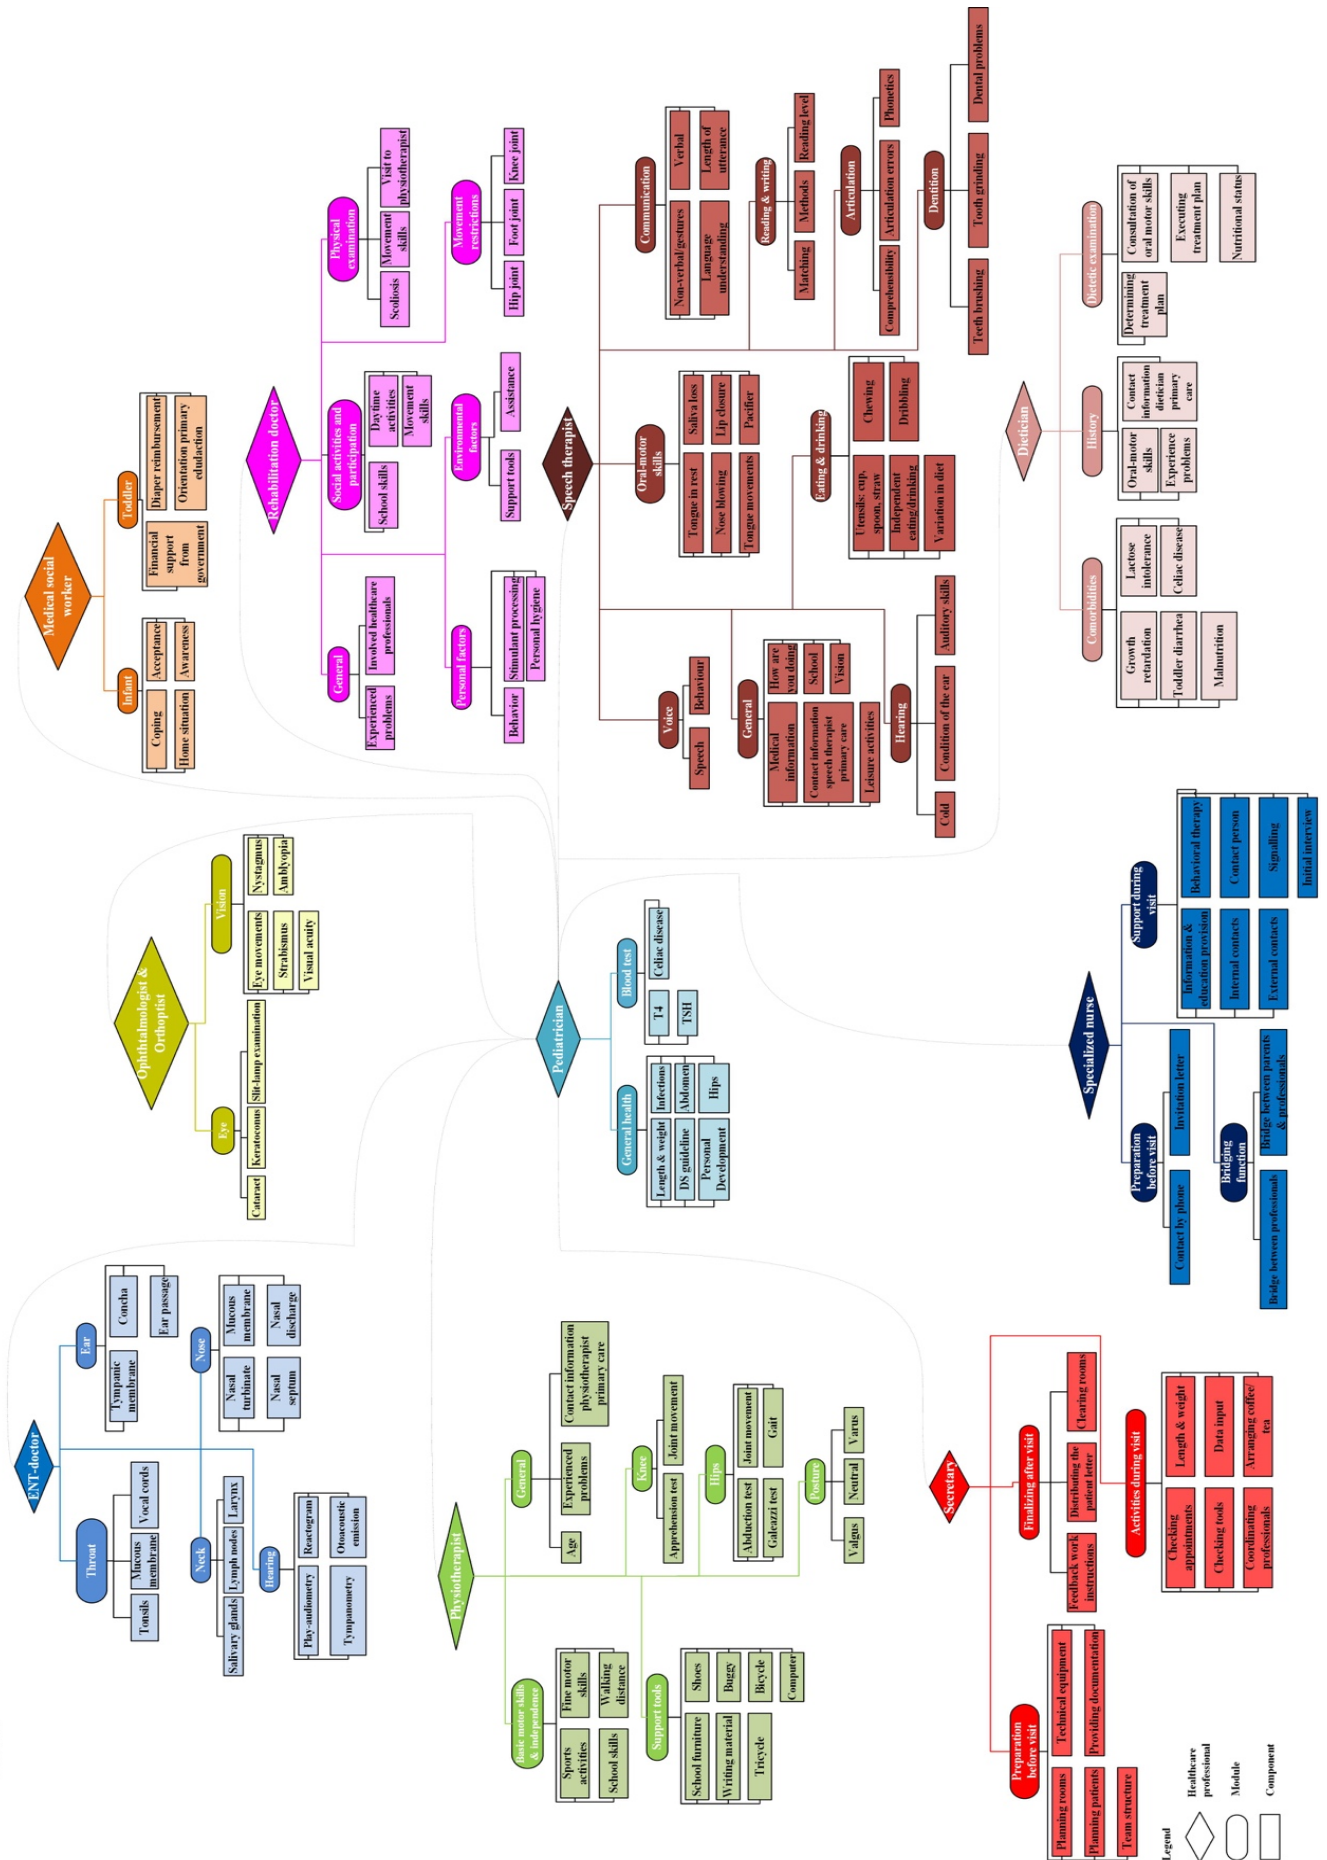 ENT-doctor
Throat
Tonsils
Mucous
membrane
Vocal cords
Ear
Tympanic
membrane
Concha
Ear passage
Neck
Salivary glands
Lymph nodes
Larynx
Nose
Nasal
turbinate
Mucous
membrane
Nasal
septum
Nasal
discharge
Hearing
Play-audiometry
Reactogram
Tympanometry
Otoacoustic
emission
Ophthtalmologist &
Orthoptist
Eye
Cataract
Keratoconus
Slit-lamp examination
Vision
Eye movements
Nystagmus
Strabismus
Amblyopia
Visual acuity
Medical social
worker
Infant
Coping
Acceptance
Home situation
Awareness
Toddler
Financial
support
from
government
Diaper reimbursement
Orientation primary
edudaction
Rehabilitation doctor
General
Experienced
problems
Involved healthcare
professionals
Social activities and
participation
School skills
Daytime
activities
Movement
skills
Physical
examination
Scoliosis
Movement
skills
Visit to
physiotherapist
Personal factors
Behavior
Stimulant processing
Personal hygiene
Environmental
factors
Support tools
Assistance
Movement
restrictions
Hip joint
Foot joint
Knee joint
Physiotherapist
Basic motor skills
& independence
Sports
activities
Fine motor
skills
School skills
Walking
distance
General
Age
Experienced
problems
Contact information
physiotherapist
primary care
Support tools
School furniture
Shoes
Writing material
Buggy
Tricycle
Bicycle
Computer
Knee
Apprehension test
Joint movement
Hips
Abduction test
Joint movement
Galeazzi test
Gait
Posture
Valgus
Neutral
Varus
Pediatrician
General health
Length & weight
Infections
DS guideline
Abdomen
Personal
Development
Hips
Blood test
T4
Celiac disease
TSH
Speech therapist
Voice
Speech
Behaviour
Oral-motor
skills
Tongue in rest
Saliva loss
Nose blowing
Lip closure
Tongue movements
Pacifier
Communication
Non-verbal/gestures
Verbal
Language
understanding
Length of
utterance
General
Medical
information
How are
you doing
Contact information
sperech therapist
primary care
School
Vision
Leisure activities
Eating & drinking
Utensils: cup,
spoon, straw
Chewing
Independent
eating/drinking
Dribbling
Variation in diet
Reading & writing
Matching
Methods
Reading level
Articulation
Comprehensibility
Articulation errors
Phonetics
Hearing
Cold
Condition of the ear
Auditory skills
Dentition
Teeth brushing
Tooth grinding
Dental problems
Secretary
Preparation
before visit
Planning rooms
Technical equipment
Planning patients
Providing documentation
Team structure
Finalizing after visit
Feedback work
instructions
Distributing the
patient letter
Clearing rooms
Activities during visit
Checking
appointments
Length & weight
Checking tools
Data input
Coordinating
professionals
Arranging coffee/
tea
Specialized nurse
Preparation
before visit
Contact by phone
Invitation letter
Bridging
function
Bridge between professionals
Bridge between parents
& professionals
Support during
visit
Information &
education provision
Behavioral therapy
Internal contacts
Contact person
External contacts
Signalling
Initial interview
Dietician
Comorbidities
Growth
retardation
Lactose
intolerance
Toddler diarrhea
Celiac disease
Malnutrition
History
Oral-motor
skills
Contact
information
dietician
primary
care
Experience
problems
Dietetic examination
Determining
treatment
plan
Consultation of
oral motor skills
Executing
treatment plan
Nutritional status
Legend
Healthcare
professional
Module
Component